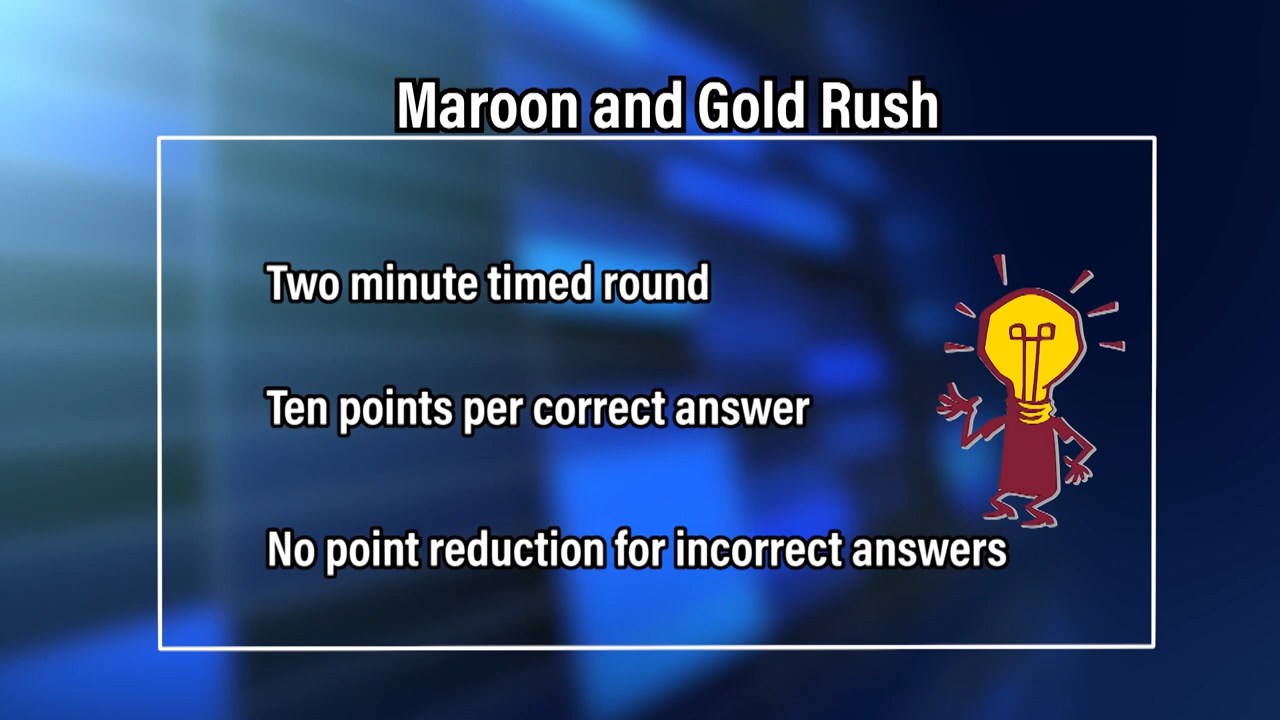 Maroon and Gold Rush
Two minute timed round
Ten points per correct answer
No point reduction for incorrect answers